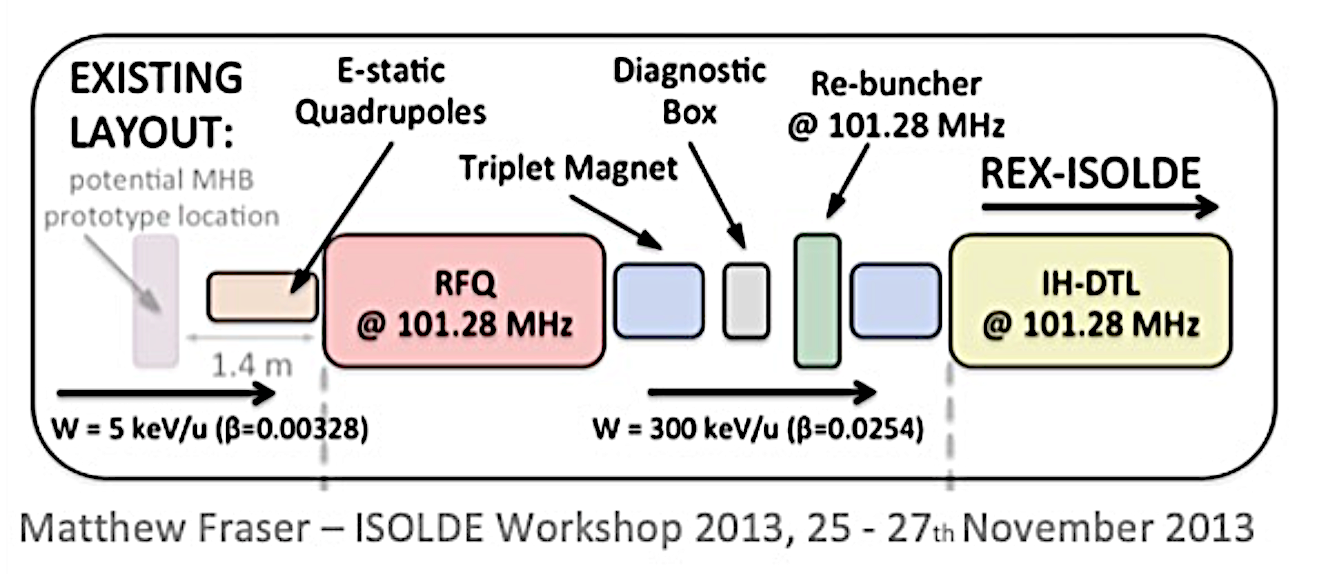 EXISTING
LAYOUT:
potential MHB
prototype location
E-static
Quadrupoles
Triplet Magnet
Diagnostic
Box
Re-buncher
@ 101.28 MHz
REX-ISOLDE
RFQ
@ 101.28 MHz
IH-DTL
@ 101.28 MHz
1.4 m
W = 5 keV/u (β=0.00328)
W = 300 keV/u (β=0.0254)
Matthew Fraser – ISOLDE Workshop 2013, 25 - 27th November 2013